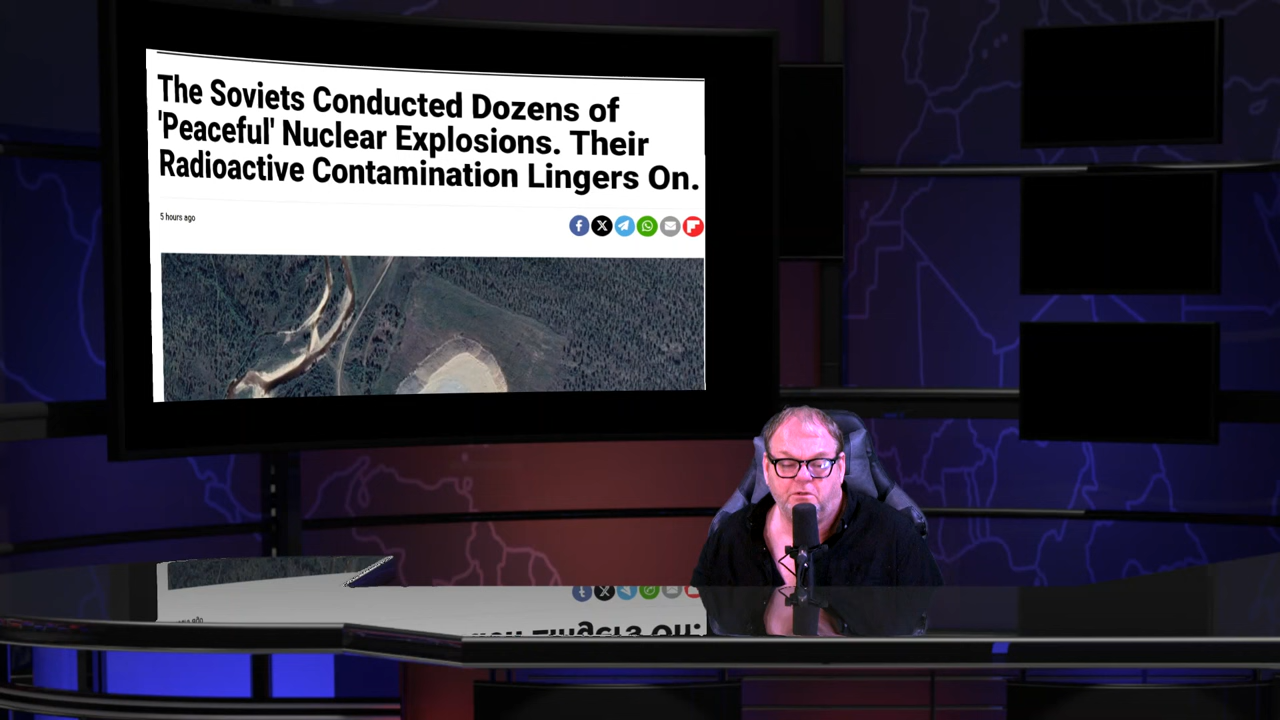 The Soviets Conducted Dozens of
'Peaceful' Nuclear Explosions. Their
Radioactive Contamination Lingers On.
5 hours ago